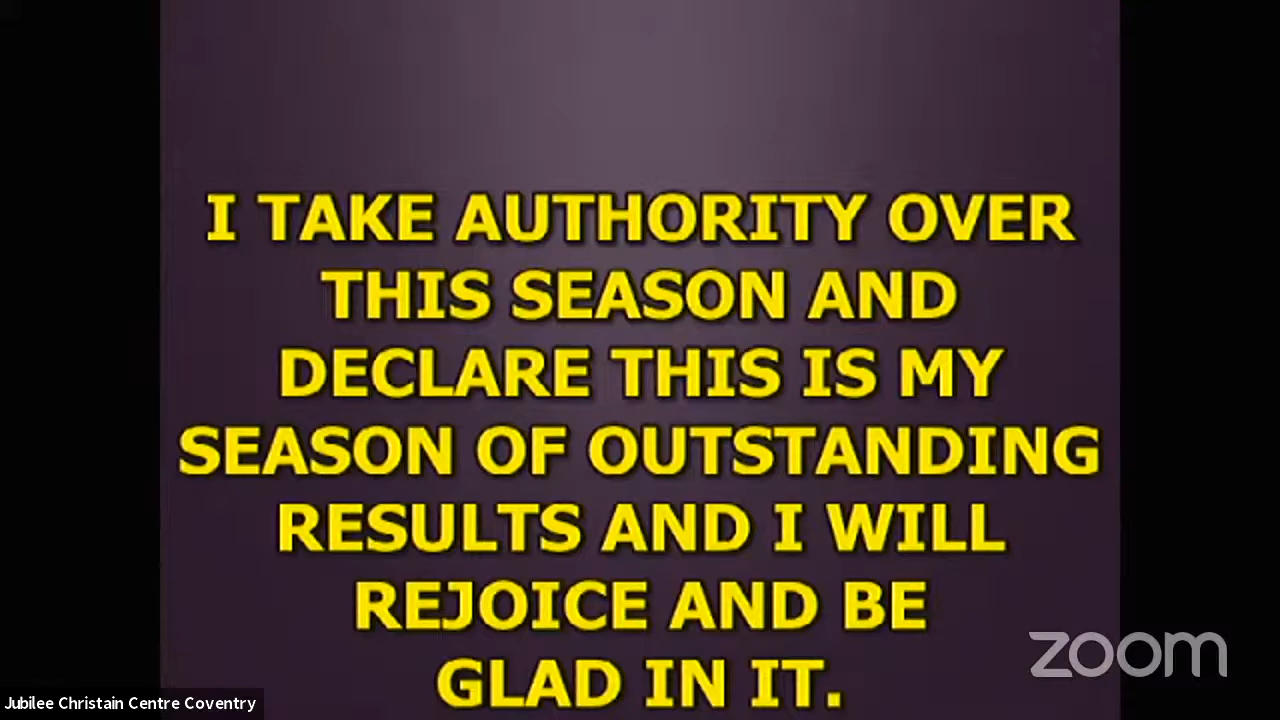 I TAKE AUTHORITY OVER
THIS SEASON AND
DECLARE THIS IS MY
SEASON OF OUTSTANDING
RESULTS AND I WILL
REJOICE AND BE
GLAD IN IT.
zoom
Jubilee Christain Centre Coventry